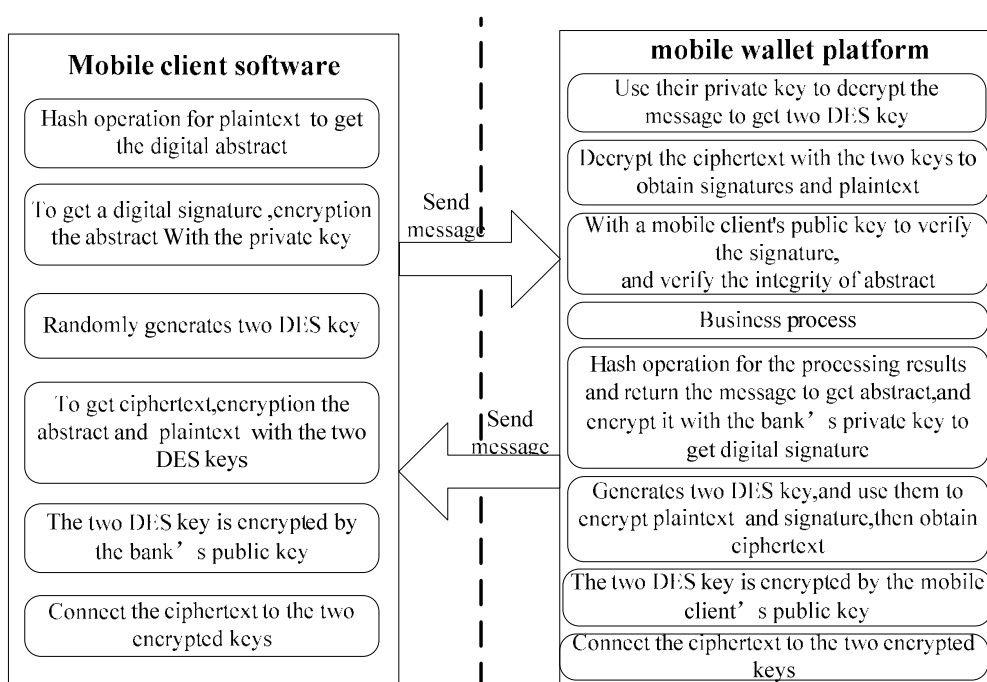 Mobile client software
Hash operation for plaintext to get
the digital abstract
To get a digital signature ,encryption
the abstract With the private key
Randomly generates two DES key
To get ciphertext,encryption the
abstract and plaintext with the two
DES keys
The two DES key is encrypted by
the bank’s public key
Connect the ciphertext to the two
encrypted keys
Send
message
Send
message
mobile wallet platform
Use their private key to decrypt the
message to get two DES key
Decrypt the ciphertext with the two keys to
obtain signatures and plaintext
With a mobile client's public key to verify
the signature,
and verify the integrity of abstract
Business process
Hash operation for the processing results
and return the message to get abstract,and
encrypt it with the bank’s private key to
get digital signature
Generates two DES key,and use them to
encrypt plaintext and signature,then obtain
ciphertext
The two DES key is encrypted by the mobile
client’s public key
Connect the ciphertext to the two encrypted
keys